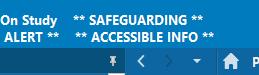 On Study    ** SAFEGUARDING **
ALERT **    ** ACCESSIBLE INFO **
P